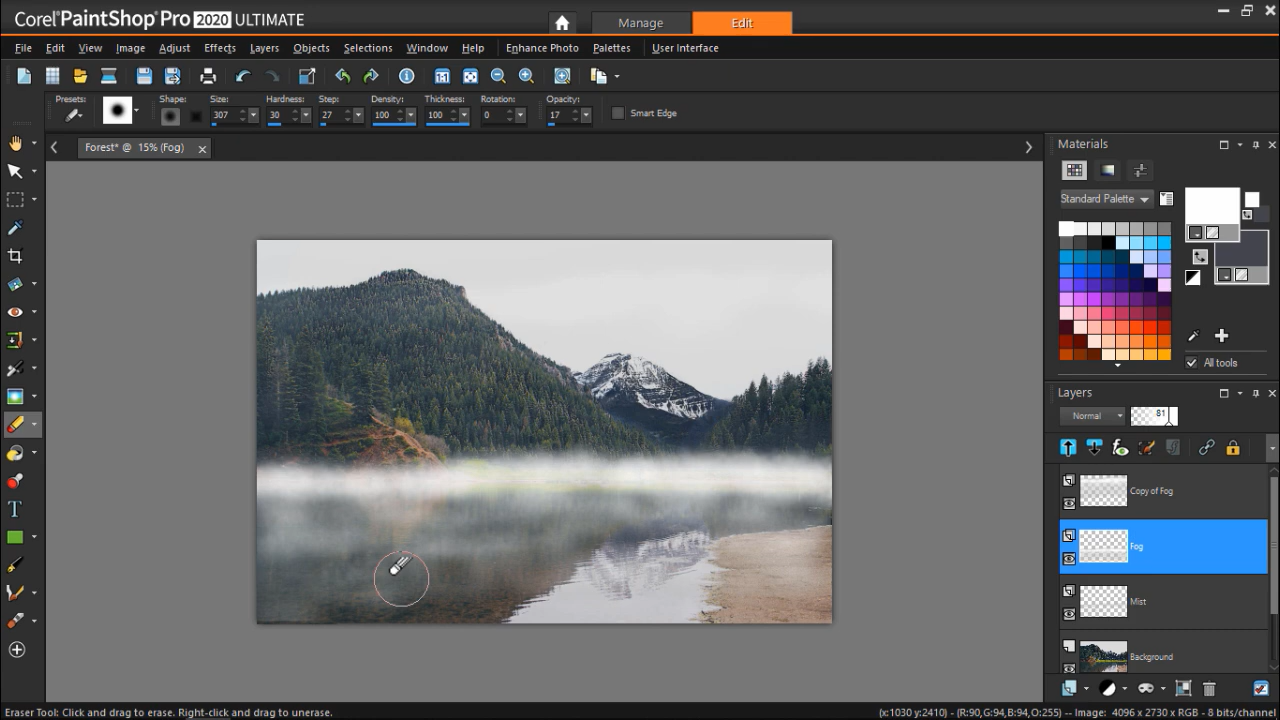 Corel PaintShop Pro 2020 ULTIMATE
Manage
Edit
File Edit View Image Adjust Effects Layers Objects Selections Window Help Enhance Photo Palettes User Interface
1:1
Presets: Shape: Size: Hardness: Step: Density: Thickness: Rotation: Opacity:
307 30 27 100 100 0 17 Smart Edge
Forest* @ 15% (Fog)
Materials
Standard Palette
All tools
Layers
Normal 81
Copy of Fog
Fog
Mist
Background
T
Eraser Tool: Click and drag to erase. Right-click and drag to unerase.
(x:1030 y:2410) -- (R:90,G:94,B:94,O:255) -- Image: 4096 x 2730 x RGB - 8 bits/channel